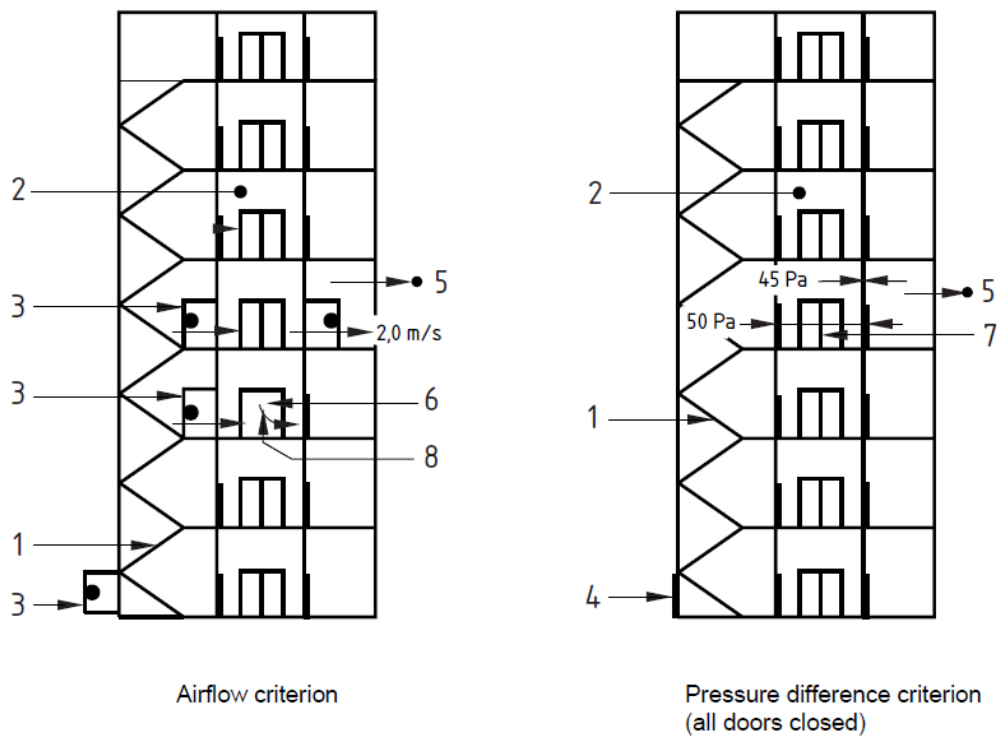 2
5
3
2,0 m/s
3
6
8
1
3
Airflow criterion
2
45 Pa
5
50 Pa
7
1
4
Pressure difference criterion
(all doors closed)